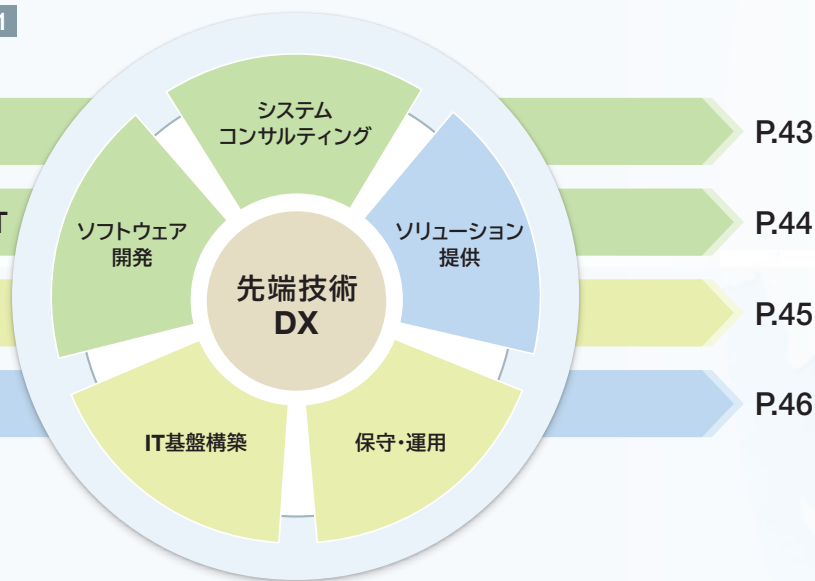 1
システム
コンサルティング
P.43
T
ソフトウェア
開発
ソリューション
提供
P.44
先端技術
DX
P.45
P.46
IT基盤構築
保守・運用